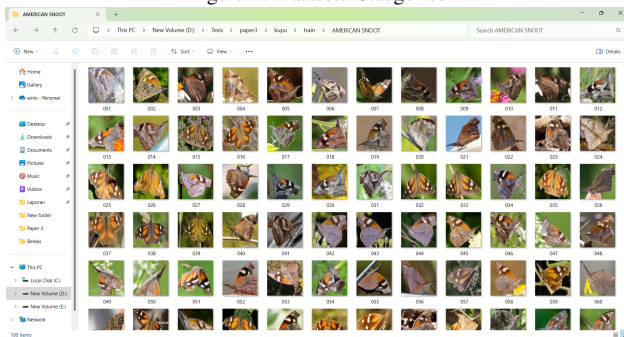 AMERICAN SNOOT
This PC > New Volume (D:) > Tesis > paper3 > kupu > train > AMERICAN SNOOT
Search AMERICAN SNOOT
New
Sort
View
Details
Home
Gallery
ainin - Personal
Desktop
Downloads
Documents
Pictures
Music
Videos
Laporan
New folder
Paper 3
Berkas
This PC
Local Disk (C:)
New Volume (D:)
New Volume (E:)
Network
001 002 003 004 005 006 007 008 009 010 011 012
013 014 015 016 017 018 019 020 021 022 023 024
025 026 027 028 029 030 031 032 033 034 035 036
037 038 039 040 041 042 043 044 045 046 047 048
049 050 051 052 053 054 055 056 057 058 059 060
100 items